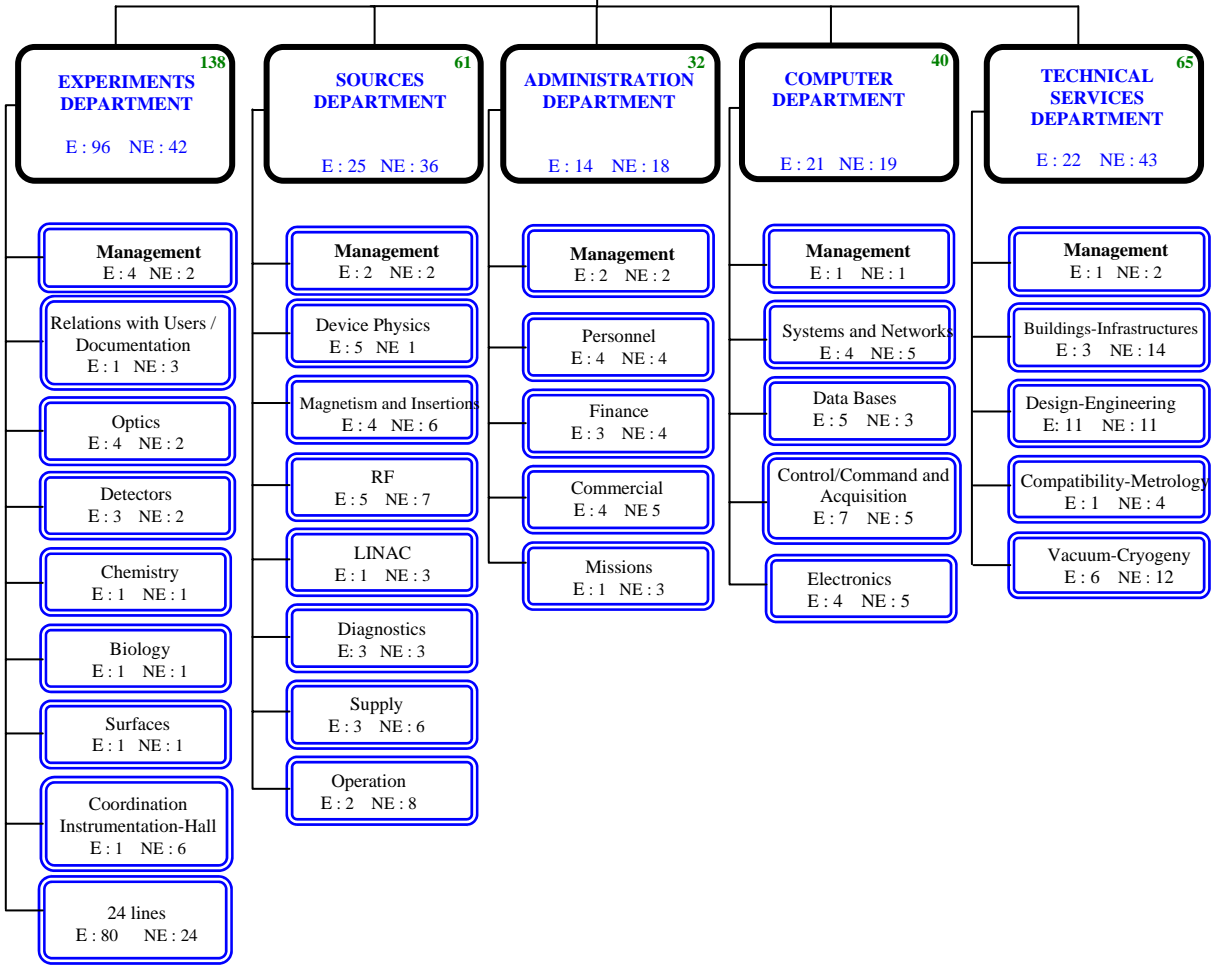 138
EXPERIMENTS
DEPARTMENT
E : 96 NE : 42
Management
E : 4 NE : 2
Relations with Users /
Documentation
E : 1 NE : 3
Optics
E : 4 NE : 2
Detectors
E : 3 NE : 2
Chemistry
E : 1 NE : 1
Biology
E : 1 NE : 1
Surfaces
E : 1 NE : 1
Coordination
Instrumentation-Hall
E : 1 NE : 6
24 lines
E : 80 NE : 24
61
SOURCES
DEPARTMENT
E : 25 NE : 36
Management
E : 2 NE : 2
Device Physics
E : 5 NE 1
Magnetism and Insertions
E : 4 NE : 6
RF
E : 5 NE : 7
LINAC
E : 1 NE : 3
Diagnostics
E: 3 NE : 3
Supply
E : 3 NE : 6
Operation
E : 2 NE : 8
32
ADMINISTRATION
DEPARTMENT
E : 14 NE : 18
Management
E : 2 NE : 2
Personnel
E : 4 NE : 4
Finance
E : 3 NE : 4
Commercial
E : 4 NE 5
Missions
E : 1 NE : 3
40
COMPUTER
DEPARTMENT
E : 21 NE : 19
Management
E : 1 NE : 1
Systems and Networks
E : 4 NE : 5
Data Bases
E : 5 NE : 3
Control/Command and
Acquisition
E : 7 NE : 5
Electronics
E : 4 NE : 5
65
TECHNICAL
SERVICES
DEPARTMENT
E : 22 NE : 43
Management
E : 1 NE : 2
Buildings-Infrastructures
E : 3 NE : 14
Design-Engineering
E: 11 NE : 11
Compatibility-Metrology
E : 1 NE : 4
Vacuum-Cryogeny
E : 6 NE : 12